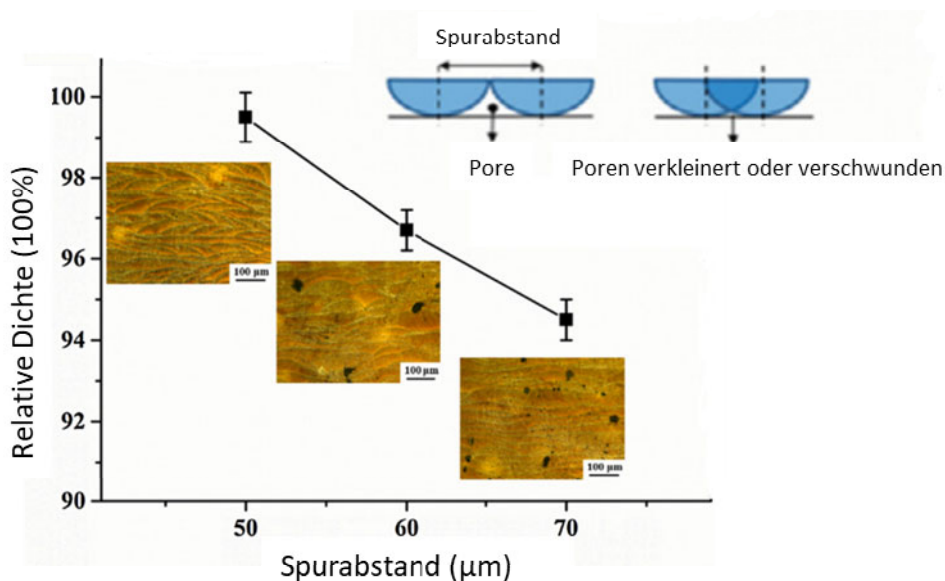 Spurabstand
Pore
Poren verkleinert oder verschwunden
Relative Dichte (100%)
100
98
96
94
92
90
100 µm
100 µm
100 µm
50
60
70
Spurabstand (µm)